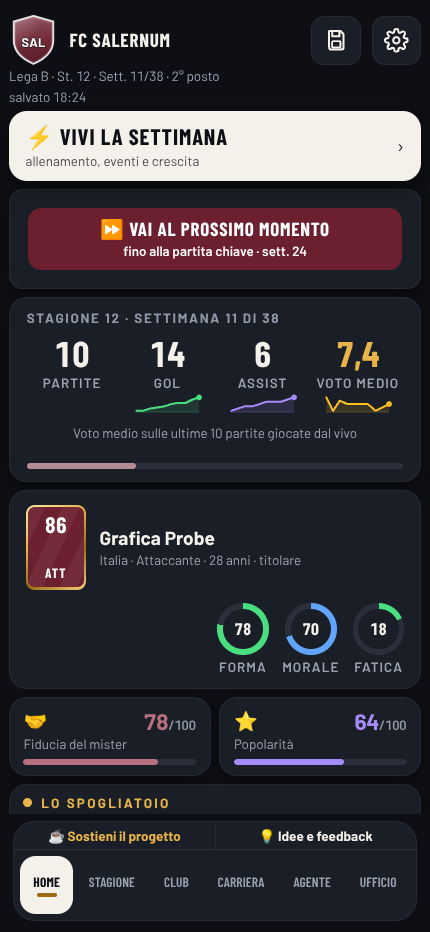 SAL
FC SALERNUM
Lega B · St. 12 · Sett. 11/38 · 2° posto
salvato 18:24
⚡ VIVI LA SETTIMANA
allenamento, eventi e crescita
›
⏩ VAI AL PROSSIMO MOMENTO
fino alla partita chiave · sett. 24
STAGIONE 12 · SETTIMANA 11 DI 38
10 14 6 7,4
PARTITE GOL ASSIST VOTO MEDIO
Voto medio sulle ultime 10 partite giocate dal vivo
86
ATT
Grafica Probe
Italia · Attaccante · 28 anni · titolare
78 70 18
FORMA MORALE FATICA
🤝 78/100
Fiducia del mister
⭐ 64/100
Popolarità
LO SPOGLIATOIO
☕ Sostieni il progetto 💡 Idee e feedback
HOME STAGIONE CLUB CARRIERA AGENTE UFFICIO